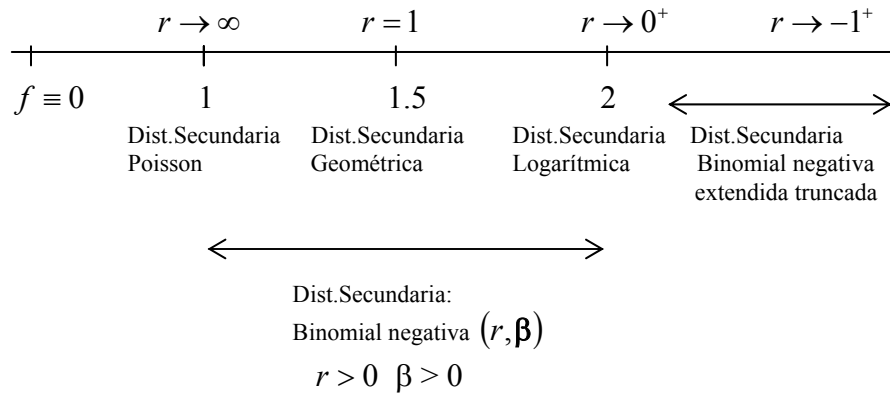 r → ∞ r = 1 r → 0⁺ r → −1⁺
f ≡ 0 1 1.5 2
Dist.Secundaria Dist.Secundaria Dist.Secundaria Dist.Secundaria
Poisson Geométrica Logarítmica Binomial negativa
extendida truncada
Dist.Secundaria:
Binomial negativa (r, β)
r > 0 β > 0